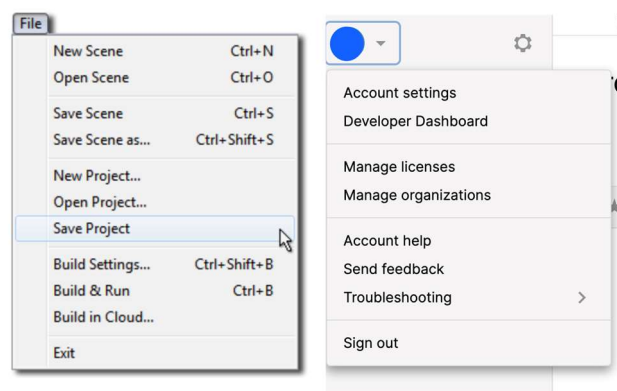 File
New Scene Ctrl+N
Open Scene Ctrl+O
Save Scene Ctrl+S
Save Scene as... Ctrl+Shift+S
New Project...
Open Project...
Save Project
Build Settings... Ctrl+Shift+B
Build & Run Ctrl+B
Build in Cloud...
Exit
Account settings
Developer Dashboard
Manage licenses
Manage organizations
Account help
Send feedback
Troubleshooting
Sign out